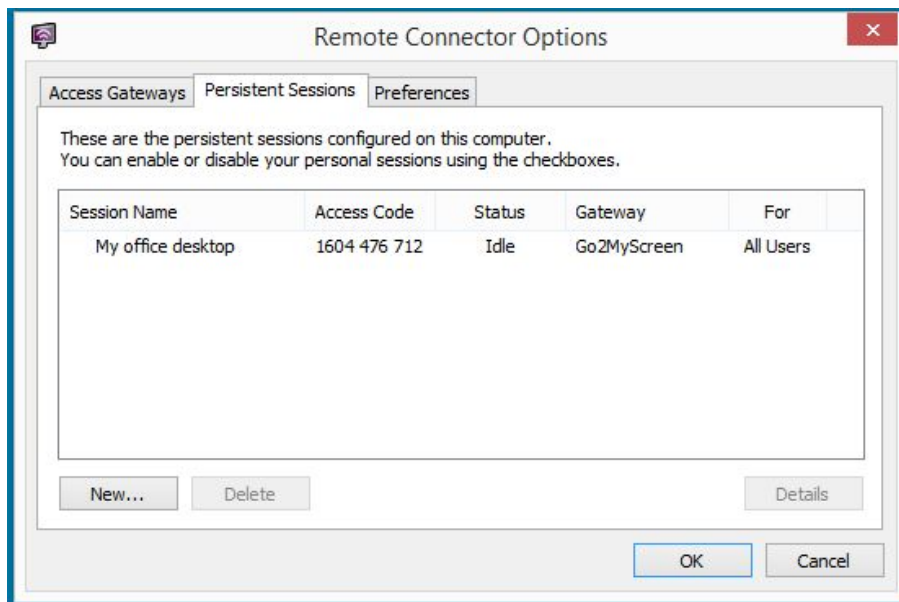 Remote Connector Options
Access Gateways Persistent Sessions Preferences
These are the persistent sessions configured on this computer.
You can enable or disable your personal sessions using the checkboxes.
Session Name Access Code Status Gateway For
My office desktop 1604 476 712 Idle Go2MyScreen All Users
New... Delete Details
OK Cancel